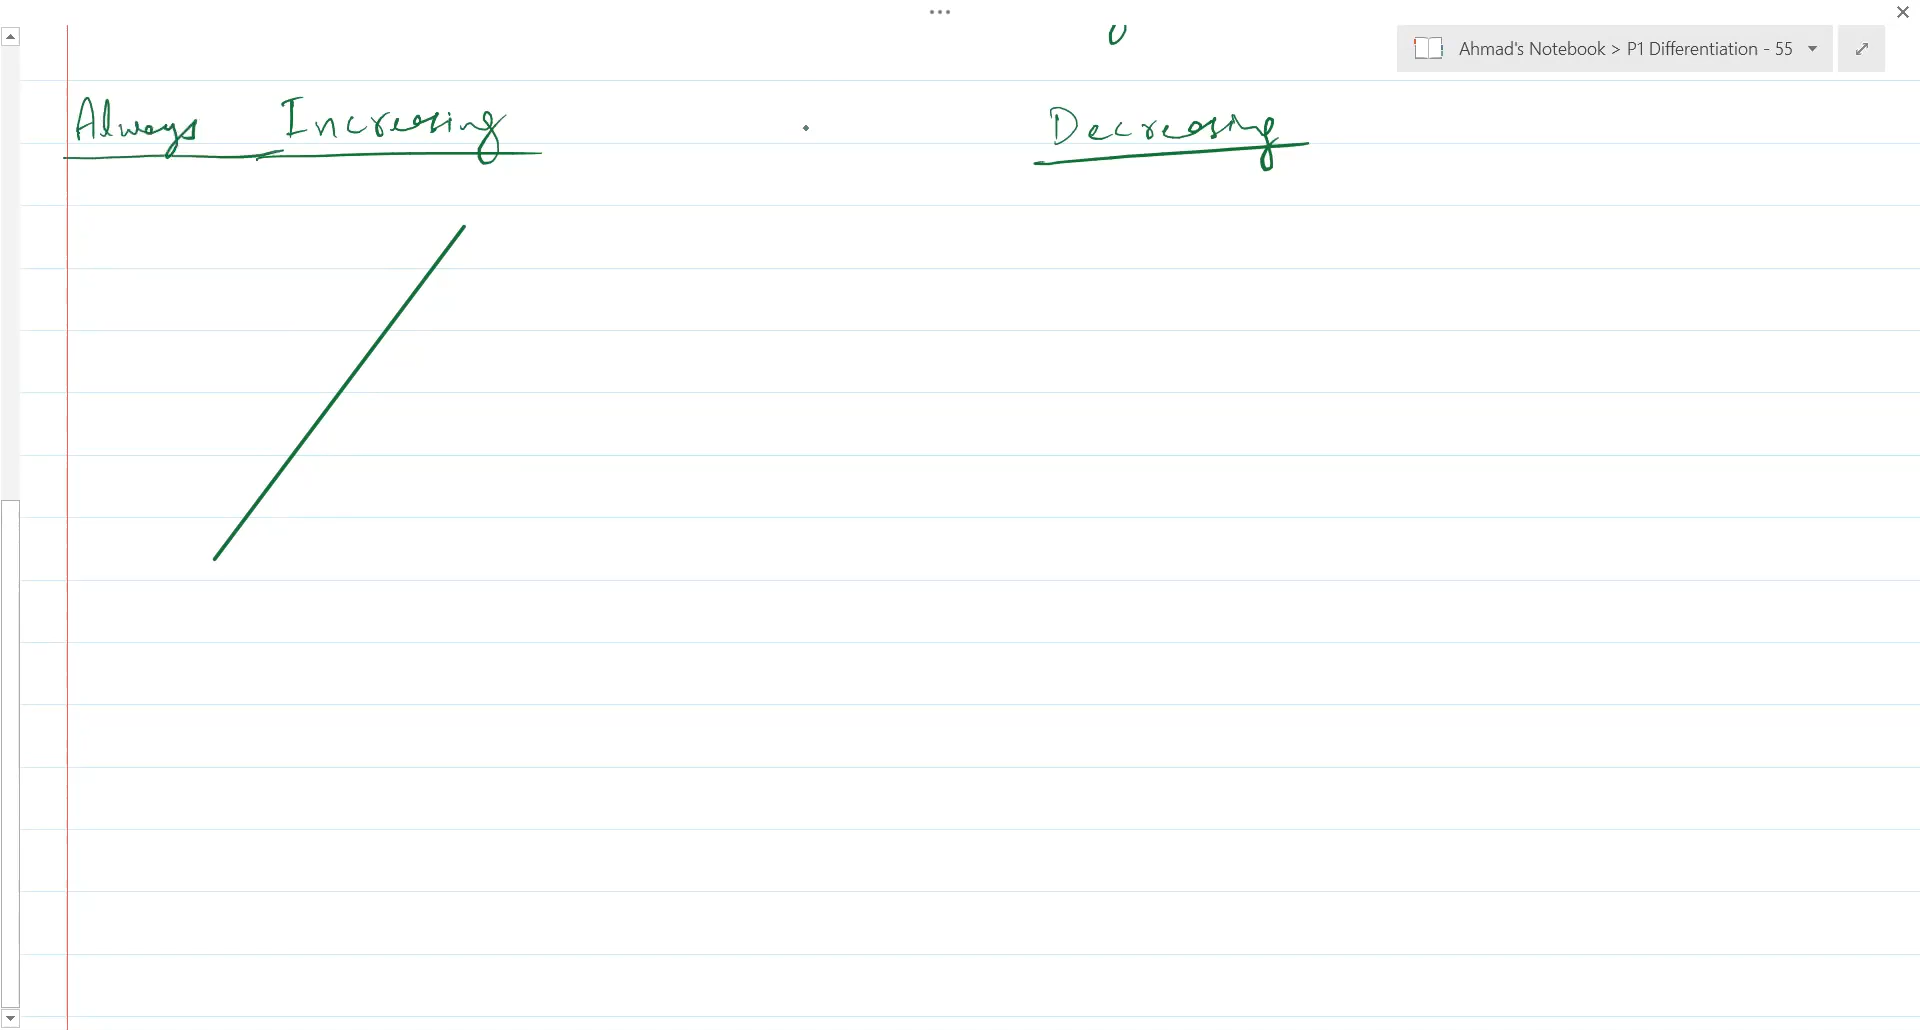 Ahmad's Notebook > P1 Differentiation - 55
Always Increasing
Decreasing